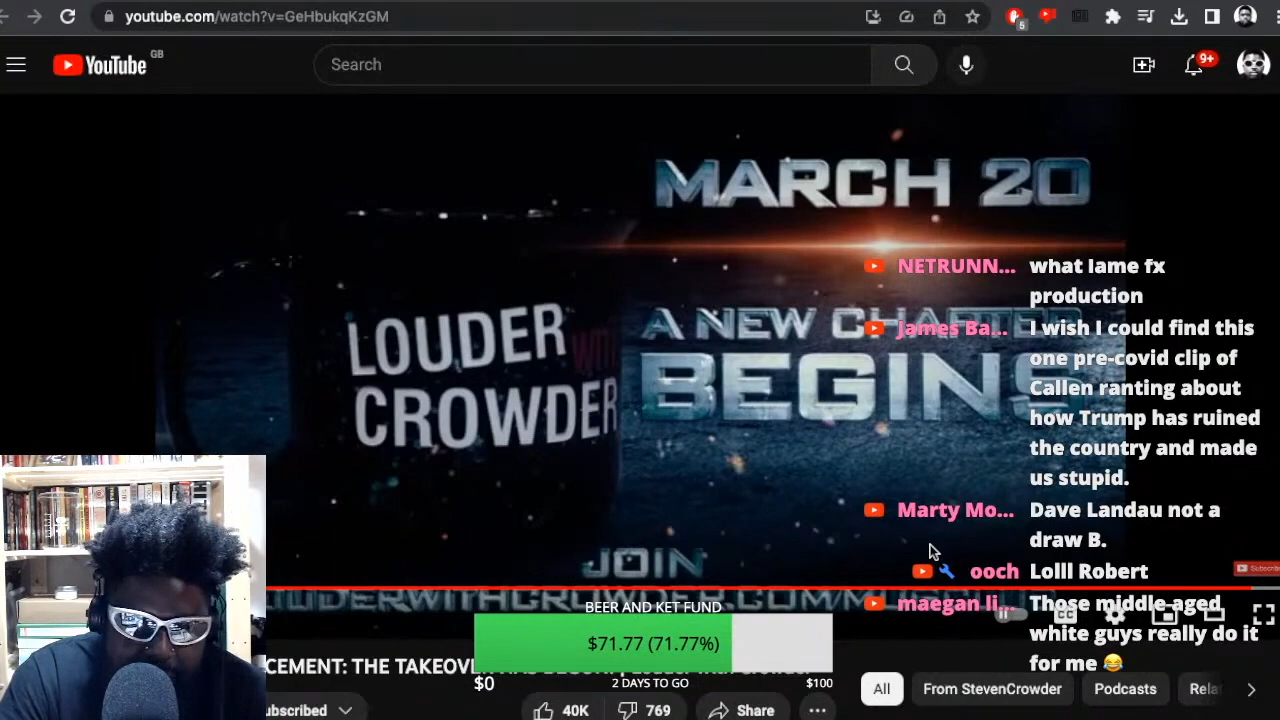 youtube.com/watch?v=GeHbukqKzGM
5
YouTube GB
Search
9+
MARCH 20
LOUDER WITH
CROWDER
A NEW CHAPTER
BEGINS
JOIN
NETRUNN... what lame fx
production
James Ba... I wish I could find this
one pre-covid clip of
Callen ranting about
how Trump has ruined
the country and made
us stupid.
Marty Mo... Dave Landau not a
draw B.
ooch Lolll Robert
maegan li... Those middle-aged
white guys really do it
for me 😂
BEER AND KET FUND
$71.77 (71.77%)
$0
2 DAYS TO GO
$100
CEMENT: THE TAKEOVER
ubscribed
40K
769
Share
All
From StevenCrowder
Podcasts
Relat